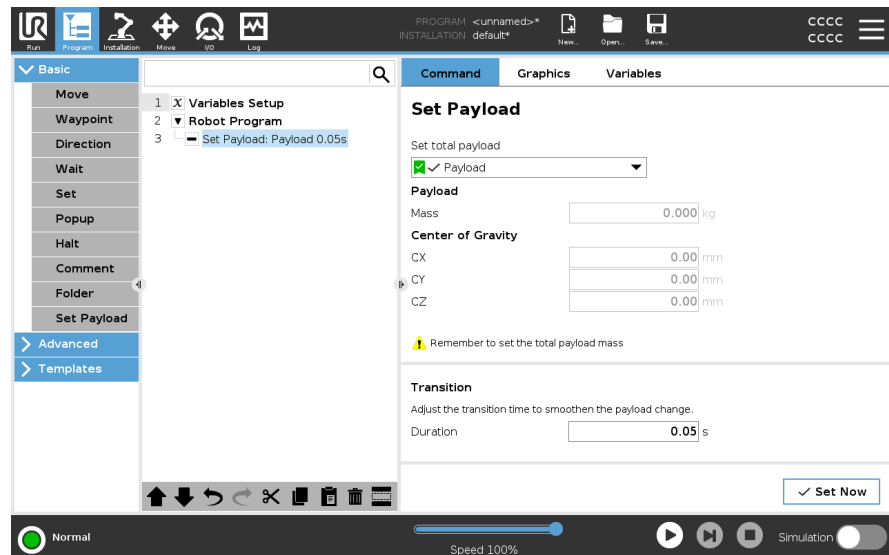 PROGRAM <unnamed>*
INSTALLATION default*
CCCC
CCCC
Run
Program
Installation
Move
I/O
Log
New...
Open...
Save...
Basic
Move
Waypoint
Direction
Wait
Set
Popup
Halt
Comment
Folder
Set Payload
Advanced
Templates
1 X Variables Setup
2 Robot Program
3 Set Payload: Payload 0.05s
Command Graphics Variables
Set Payload
Set total payload
Payload
Payload
Mass 0.000 kg
Center of Gravity
CX 0.00 mm
CY 0.00 mm
CZ 0.00 mm
Remember to set the total payload mass
Transition
Adjust the transition time to smoothen the payload change.
Duration 0.05 s
Set Now
Normal
Speed 100%
Simulation